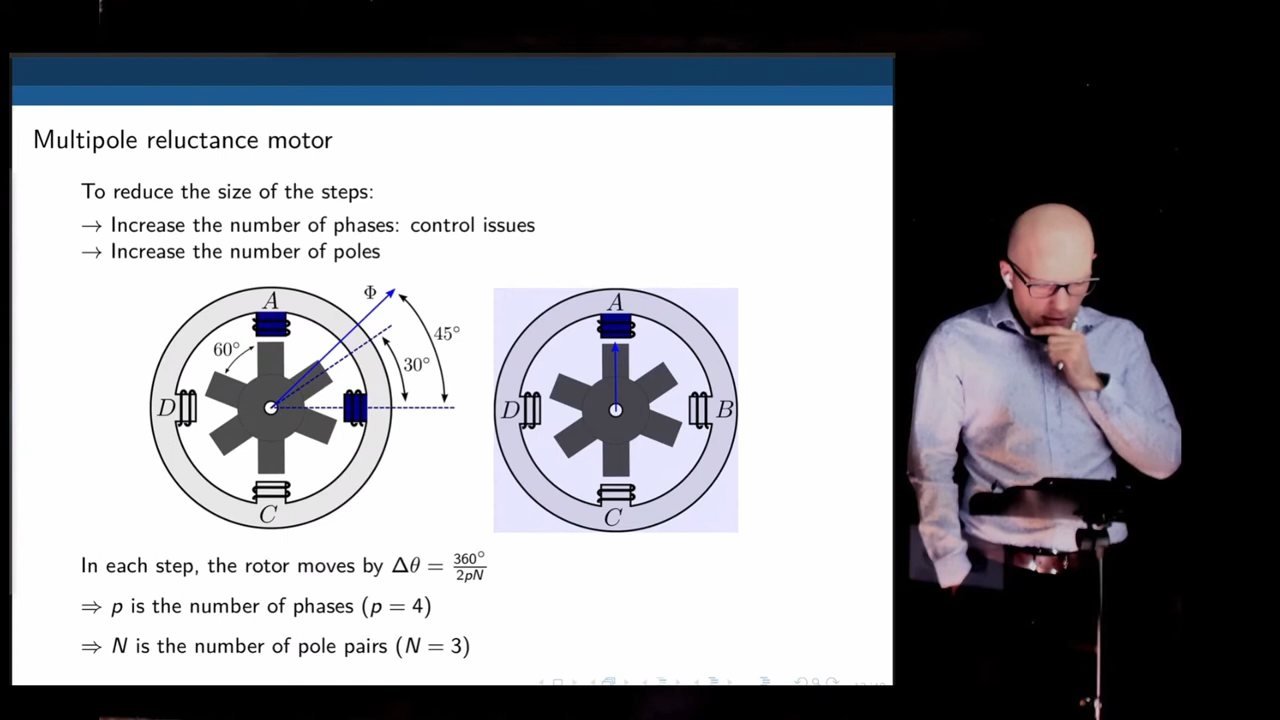 Multipole reluctance motor
To reduce the size of the steps:
→ Increase the number of phases: control issues
→ Increase the number of poles
A
Φ
45°
60°
30°
D
C
A
D
B
C
In each step, the rotor moves by Δθ = 360°/2pN
⇒ p is the number of phases (p = 4)
⇒ N is the number of pole pairs (N = 3)